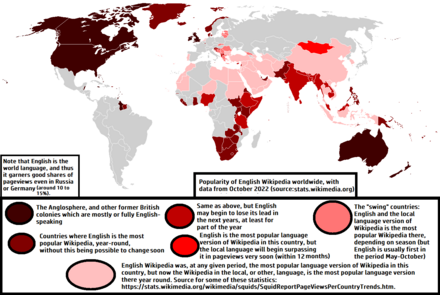 Note that English is the
world language, and thus
it garners good shares of
pageviews even in Russia
or Germany (around 10 to
15%).
Popularity of English Wikipedia worldwide, with
data from October 2022 (source:stats.wikimedia.org)
The Anglosphere, and other former British
colonies which are mostly or fully English-
speaking
Same as above, but English
may begin to lose its lead in
the next years, at least for
part of the year
The "swing" countries:
English and the local
language version of
Wikipedia is the most
popular Wikipedia there,
depending on season (but
English is usually first in
the period May-October)
Countries where English is the most
popular Wikipedia, year-round,
without this being possible to change soon
English is the most popular language
version of Wikipedia in this country, but
the local language will begin surpassing
it in pageviews very soon (within 12 months)
English Wikipedia was, at any given period, the most popular language version of Wikipedia in this
country, but now the Wikipedia in the local, or other, language, is the most popular language version
there year round. Source for some of these statistics:
https://stats.wikimedia.org/wikimedia/squids/SquidReportPageViewsPerCountryTrends.htm.